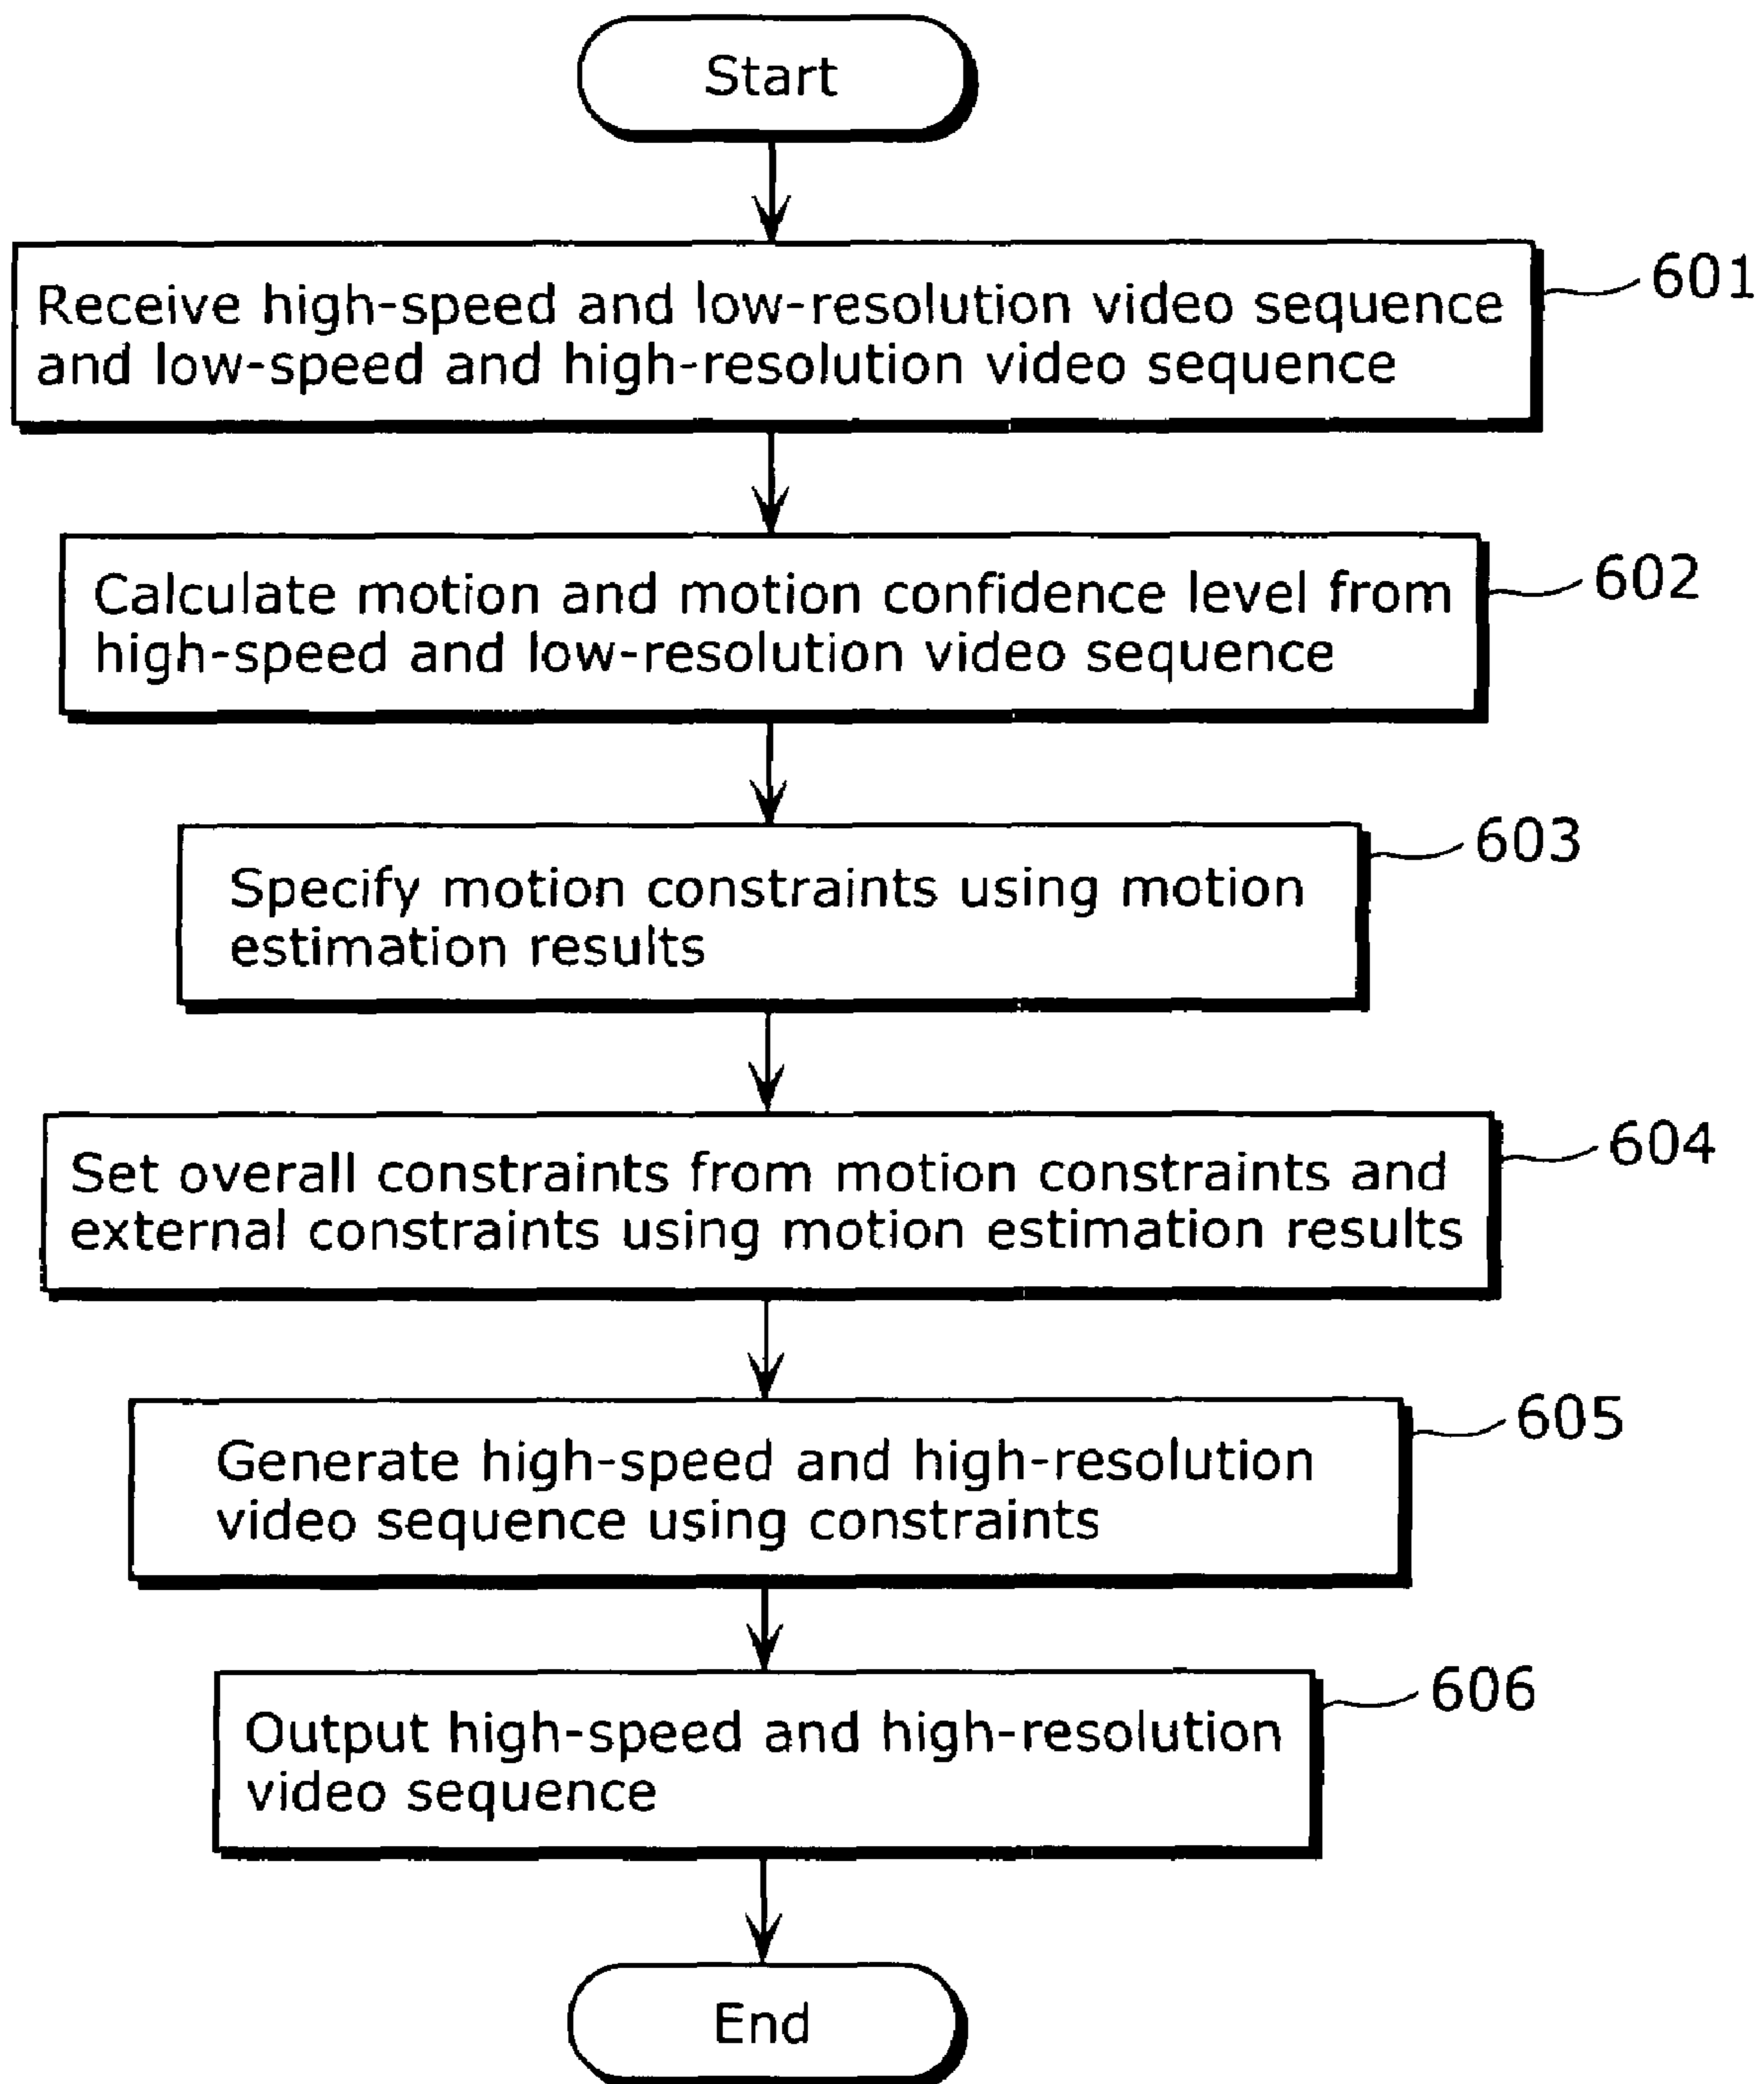 Start
Receive high-speed and low-resolution video sequence
and low-speed and high-resolution video sequence
601
Calculate motion and motion confidence level from
high-speed and low-resolution video sequence
602
Specify motion constraints using motion
estimation results
603
Set overall constraints from motion constraints and
external constraints using motion estimation results
604
Generate high-speed and high-resolution
video sequence using constraints
605
Output high-speed and high-resolution
video sequence
606
End